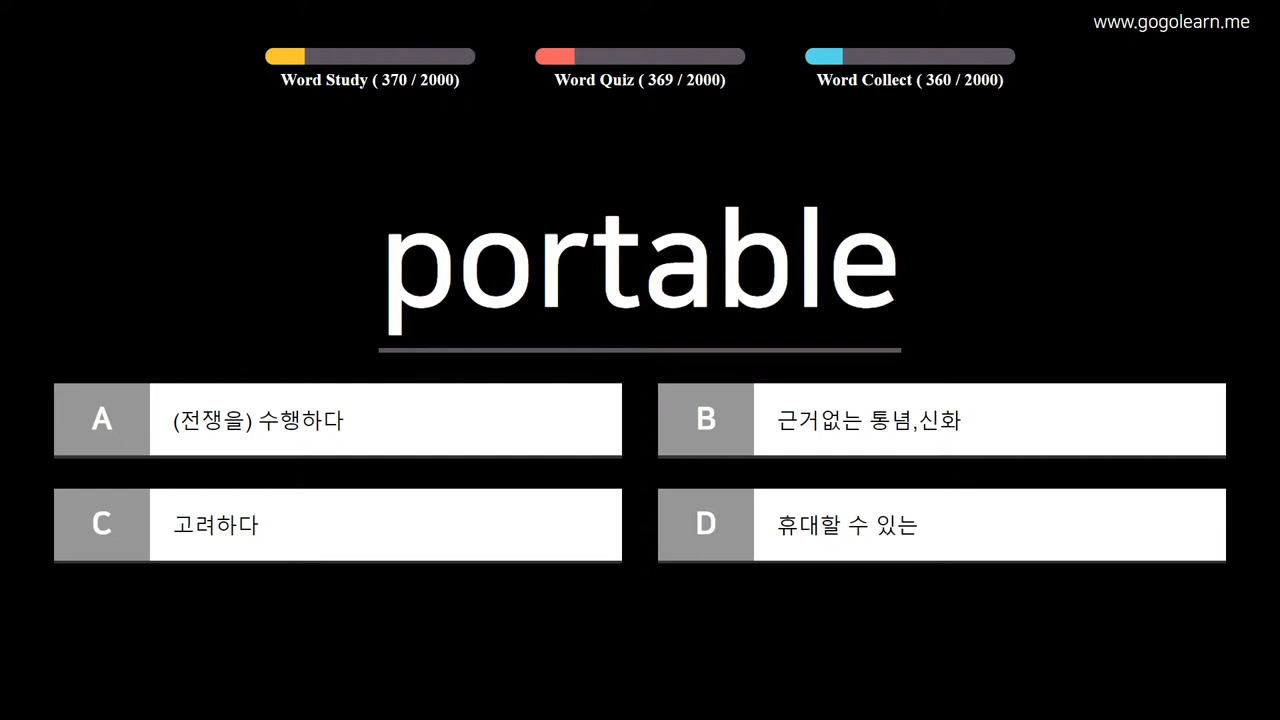 www.gogolearn.me
Word Study ( 370 / 2000)
Word Quiz ( 369 / 2000)
Word Collect ( 360 / 2000)
portable
A (전쟁을) 수행하다
B 근거없는 통념,신화
C 고려하다
D 휴대할 수 있는